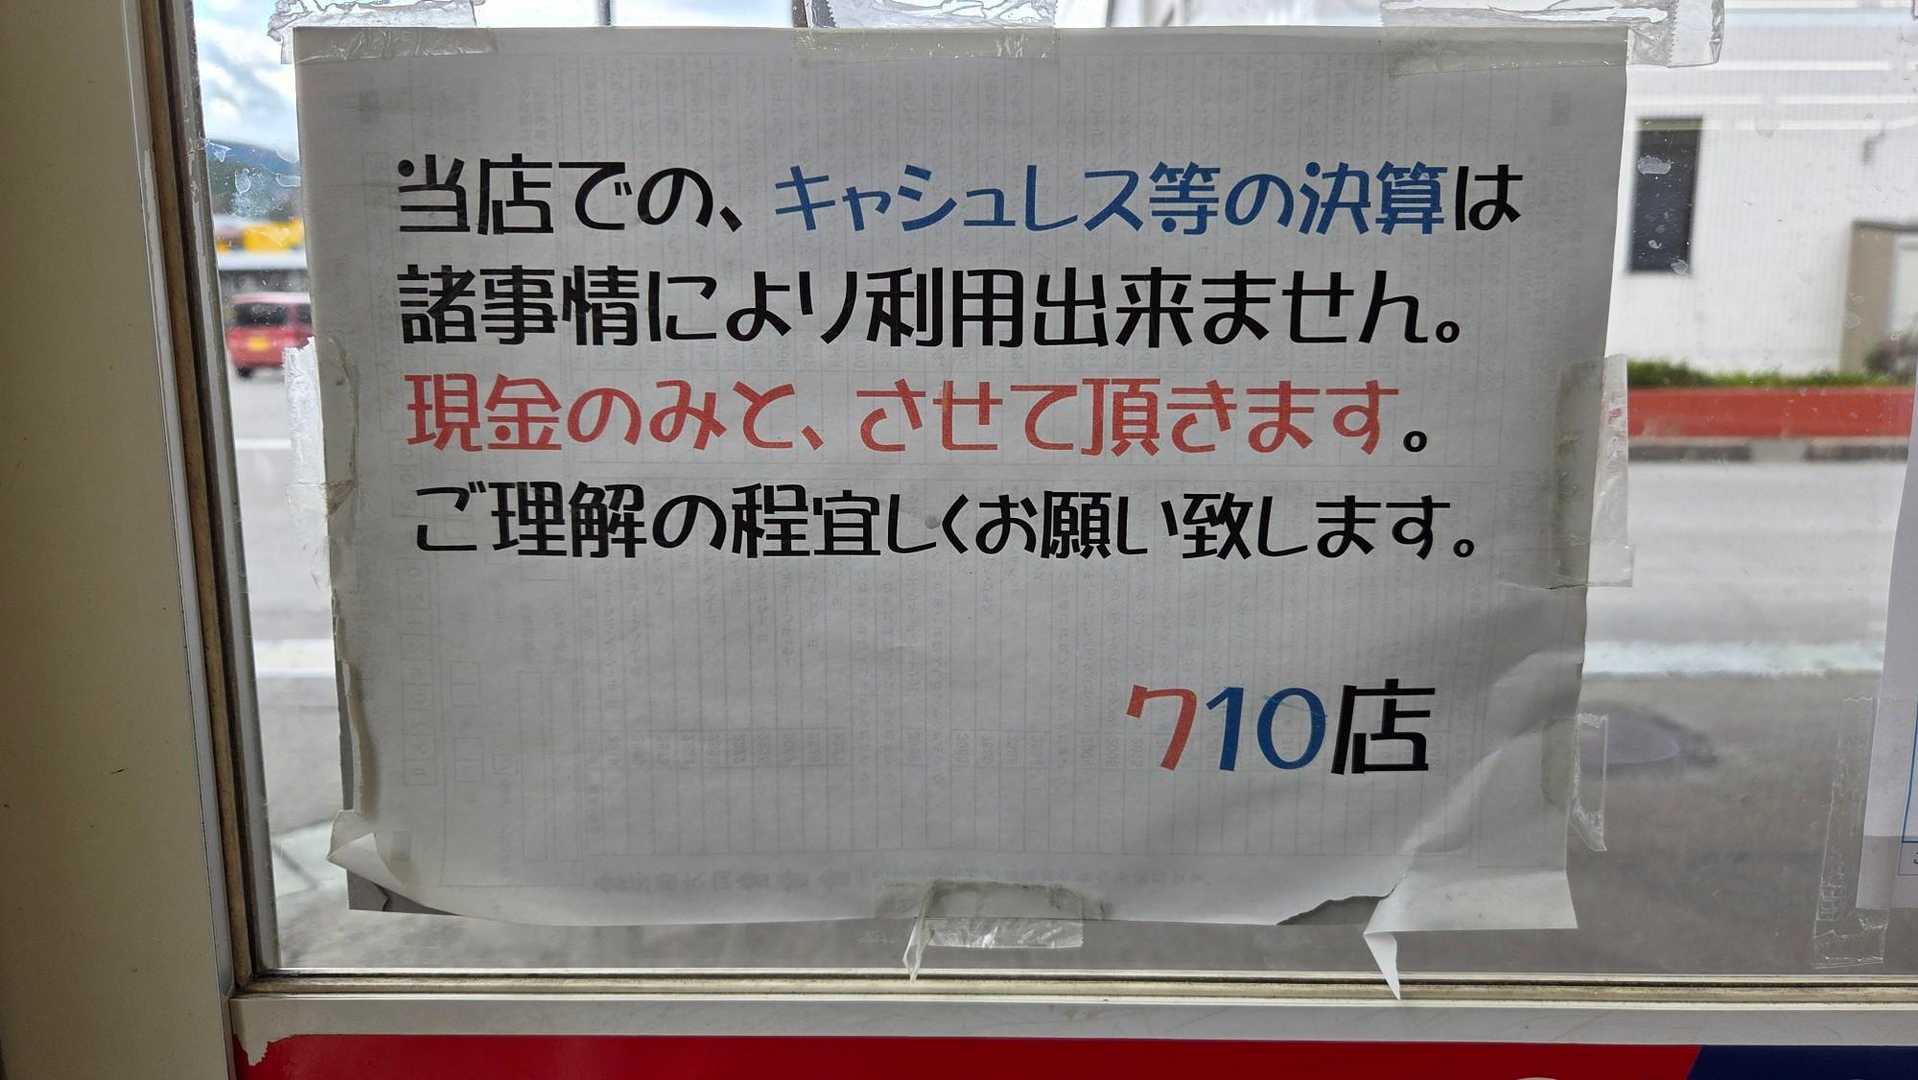 当店での、キャシュレス等の決算は
諸事情により利用出来ません。
現金のみと、させて頂きます。
ご理解の程宜しくお願い致します。
710店